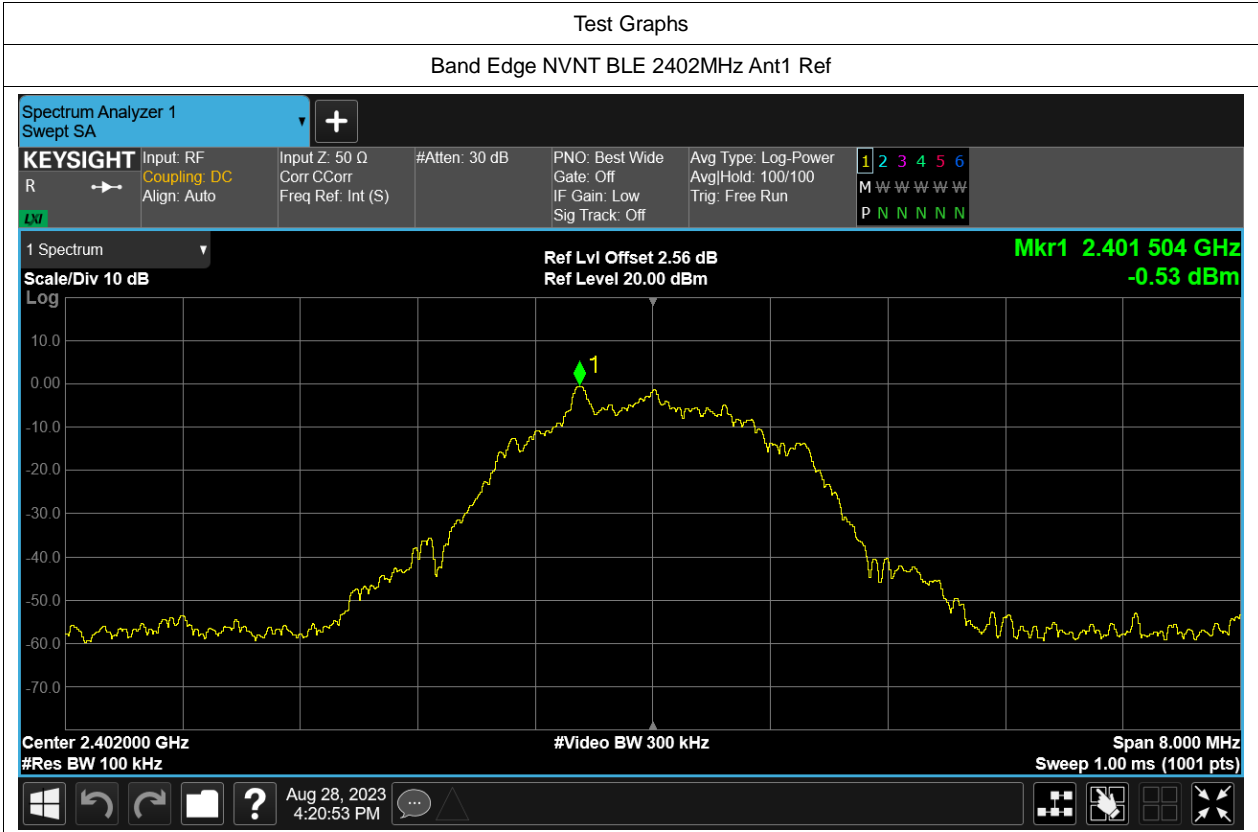 Test Graphs
Band Edge NVNT BLE 2402MHz Ant1 Ref
Spectrum Analyzer 1
Swept SA
KEYSIGHT
R
LXI
Input: RF
Coupling: DC
Align: Auto
Input Z: 50 Ω
Corr CCorr
Freq Ref: Int (S)
#Atten: 30 dB
PNO: Best Wide
Gate: Off
IF Gain: Low
Sig Track: Off
Avg Type: Log-Power
Avg|Hold: 100/100
Trig: Free Run
1 2 3 4 5 6
M W W W W W
P N N N N N
1 Spectrum
Scale/Div 10 dB
Ref Lvl Offset 2.56 dB
Ref Level 20.00 dBm
Mkr1 2.401 504 GHz
-0.53 dBm
Log
10.0
0.00
-10.0
-20.0
-30.0
-40.0
-50.0
-60.0
-70.0
1
Center 2.402000 GHz
#Video BW 300 kHz
Span 8.000 MHz
#Res BW 100 kHz
Sweep 1.00 ms (1001 pts)
?
Aug 28, 2023
4:20:53 PM